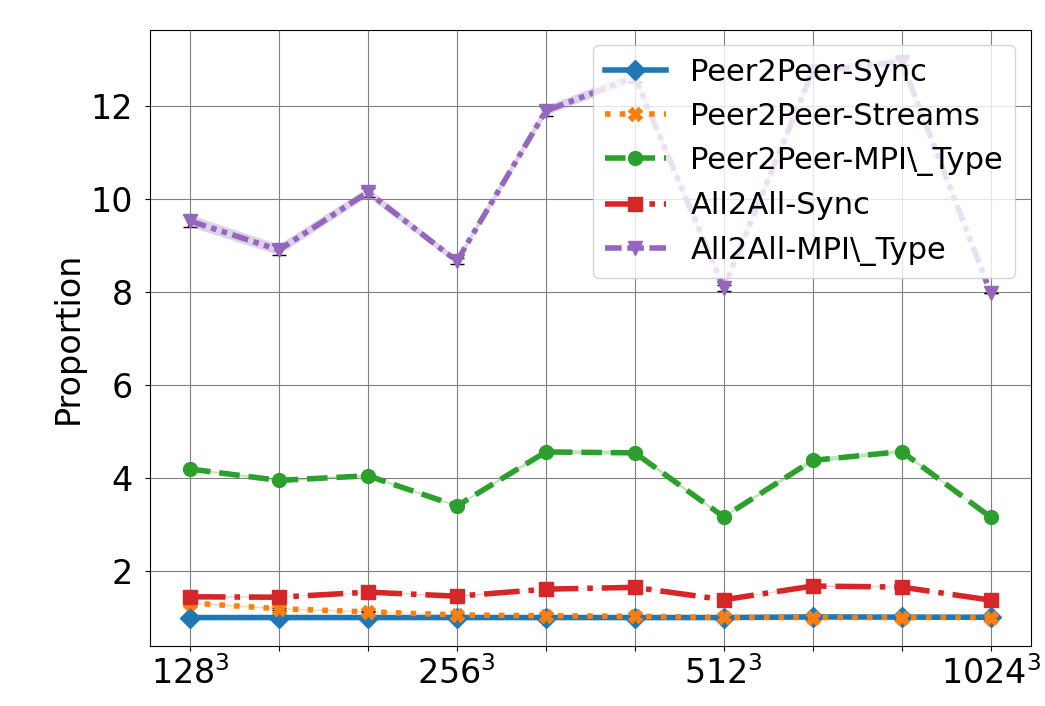 Peer2Peer-Sync
Peer2Peer-Streams
Peer2Peer-MPI\_Type
All2All-Sync
All2All-MPI\_Type
Proportion
12
10
8
6
4
2
128³ 256³ 512³ 1024³